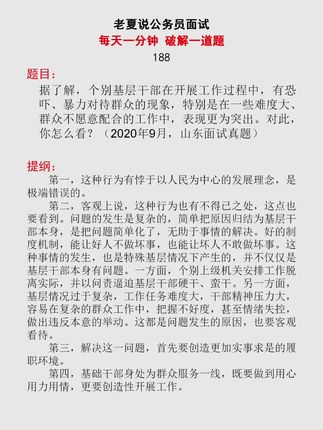 老夏说公务员面试
每天一分钟 破解一道题
188
题目：
据了解，个别基层干部在开展工作过程中，有恐
吓、暴力对待群众的现象，特别是在一些难度大、
群众不愿意配合的工作中，表现更为突出。对此，
你怎么看？（2020年9月，山东面试真题）
提纲：
第一，这种行为有悖于以人民为中心的发展理念，是
极端错误的。
第二，客观上说，这种行为也有不得已之处，这点也
要看到。问题的发生是复杂的，简单把原因归结为基层干
部本身，是把问题简单化了，无助于事情的解决。好的制
度机制，能让好人不做坏事，也能让坏人不敢做坏事。这
种事情的发生，也是特殊基层情况下产生的，并不仅仅是
基层干部本身有问题。一方面，个别上级机关安排工作脱
离实际，并以问责逼迫基层干部硬干、蛮干。另一方面，
基层情况过于复杂，工作任务难度大，干部精神压力大，
容易在复杂的群众工作中，把握不好度，甚至情绪失控，
做出违反本意的举动。这都是问题发生的原因，也要客观
看待。
第三，解决这一问题，首先要创造更加实事求是的履
职环境。
第四，基础干部身处为群众服务一线，既要做到用心
用力用情，更要创造性开展工作。